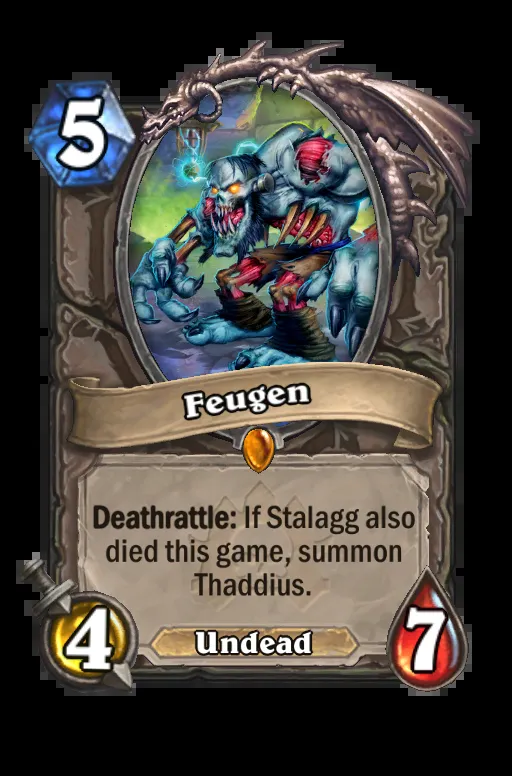 5
Feugen
Deathrattle: If Stalagg also
died this game, summon
Thaddius.
4
Undead
7